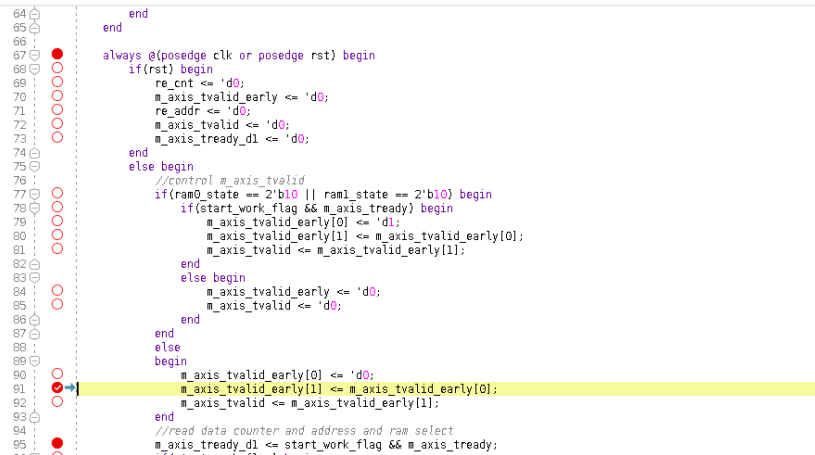 64 end
65 end
66
67 always @(posedge clk or posedge rst) begin
68 if(rst) begin
69 re_cnt <= 'd0;
70 m_axis_tvalid_early <= 'd0;
71 re_addr <= 'd0;
72 m_axis_tvalid <= 'd0;
73 m_axis_tready_d1 <= 'd0;
74 end
75 else begin
76 //control m_axis_tvalid
77 if(ram0_state == 2'b10 || ram1_state == 2'b10) begin
78 if(start_work_flag && m_axis_tready) begin
79 m_axis_tvalid_early[0] <= 'd1;
80 m_axis_tvalid_early[1] <= m_axis_tvalid_early[0];
81 m_axis_tvalid <= m_axis_tvalid_early[1];
82 end
83 else begin
84 m_axis_tvalid_early <= 'd0;
85 m_axis_tvalid <= 'd0;
86 end
87 end
88 else
89 begin
90 m_axis_tvalid_early[0] <= 'd0;
91 m_axis_tvalid_early[1] <= m_axis_tvalid_early[0];
92 m_axis_tvalid <= m_axis_tvalid_early[1];
93 end
94 //read data counter and address and ram select
95 m_axis_tready_d1 <= start_work_flag && m_axis_tready;